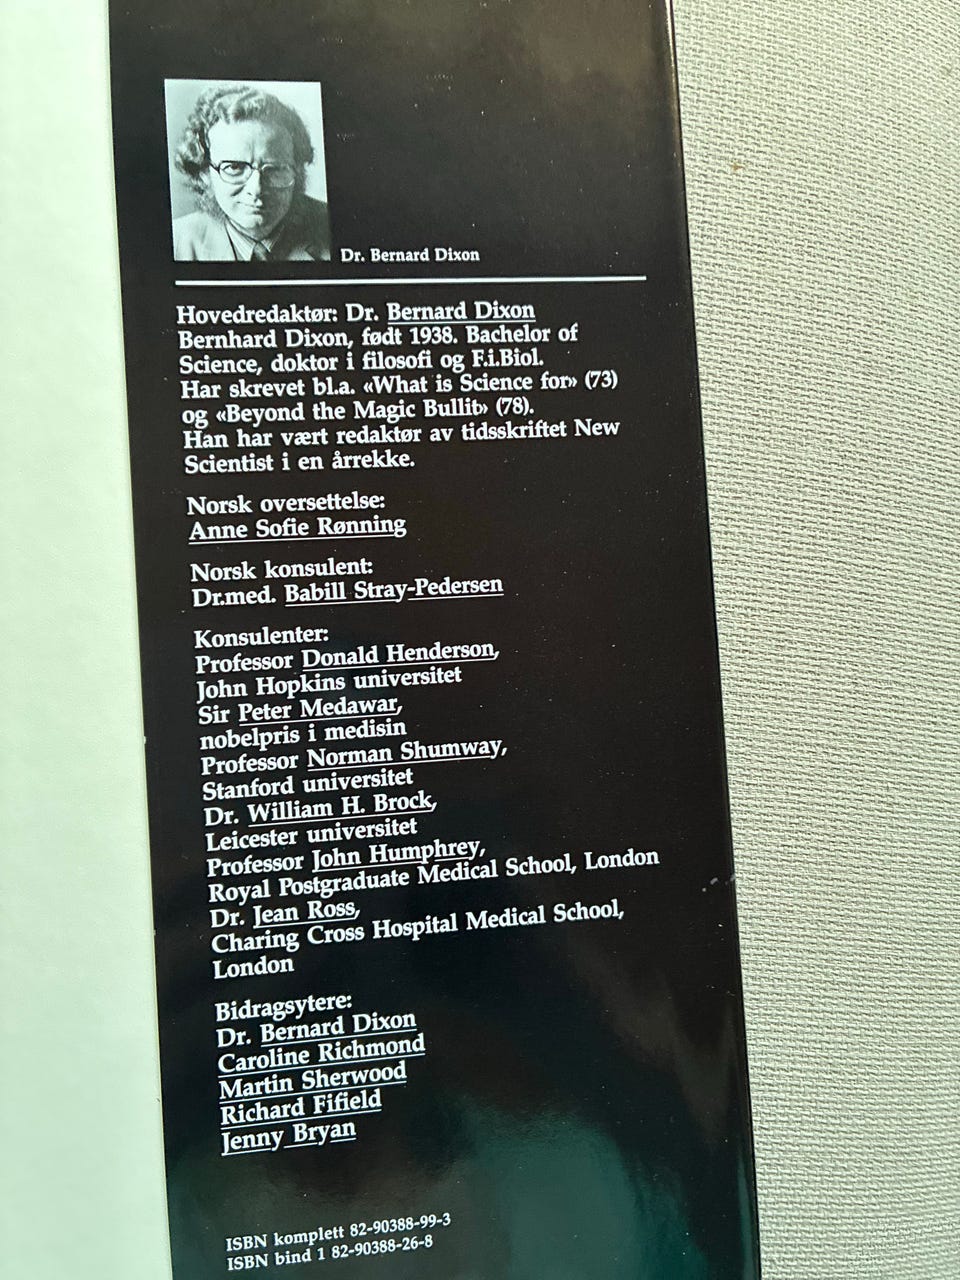 Dr. Bernard Dixon
Hovedredaktør: Dr. Bernard Dixon
Bernhard Dixon, født 1938. Bachelor of
Science, doktor i filosofi og F.i.Biol.
Har skrevet bl.a. «What is Science for» (73)
og «Beyond the Magic Bullit» (78).
Han har vært redaktør av tidsskriftet New
Scientist i en årrekke.
Norsk oversettelse:
Anne Sofie Rønning
Norsk konsulent:
Dr.med. Babill Stray-Pedersen
Konsulenter:
Professor Donald Henderson,
John Hopkins universitet
Sir Peter Medawar,
nobelpris i medisin
Professor Norman Shumway,
Stanford universitet
Dr. William H. Brock,
Leicester universitet
Professor John Humphrey,
Royal Postgraduate Medical School, London
Dr. Jean Ross,
Charing Cross Hospital Medical School,
London
Bidragsytere:
Dr. Bernard Dixon
Caroline Richmond
Martin Sherwood
Richard Fifield
Jenny Bryan
ISBN komplett 82-90388-99-3
ISBN bind 1 82-90388-26-8